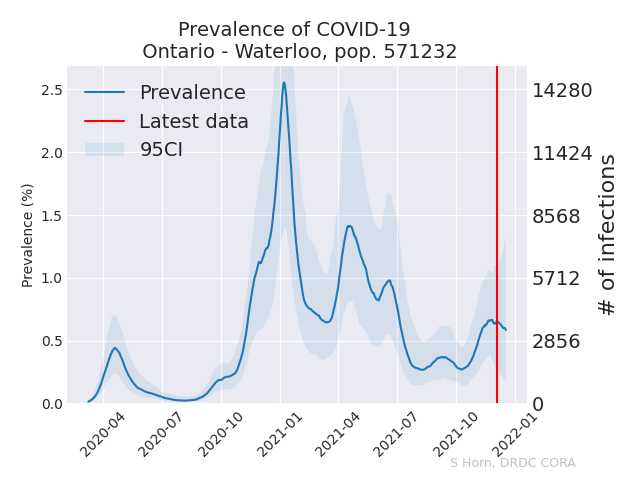 Prevalence of COVID-19
Ontario - Waterloo, pop. 571232
Prevalence
Latest data
95CI
Prevalence (%)
2.5
2.0
1.5
1.0
0.5
0.0
14280
11424
8568
5712
2856
0
# of infections
2020-04
2020-07
2020-10
2021-01
2021-04
2021-07
2021-10
2022-01
S Horn, DRDC CORA